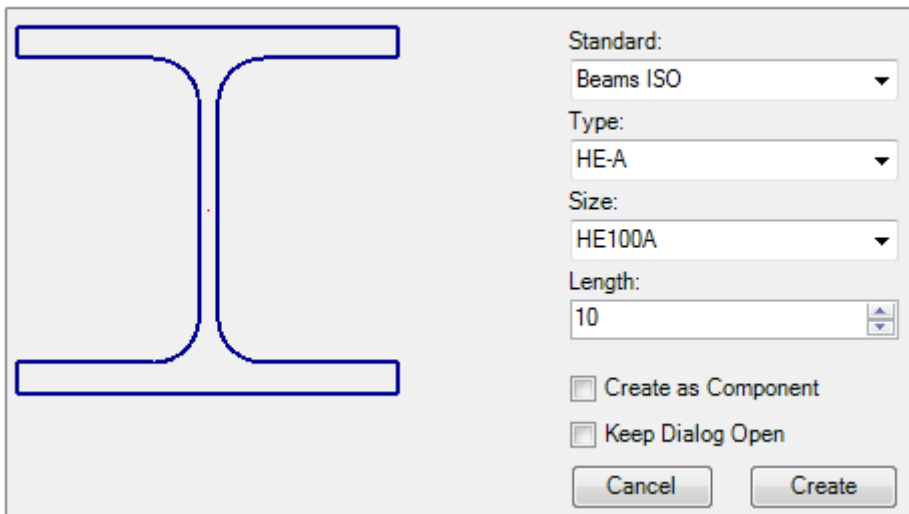 Standard:
Beams ISO
Type:
HE-A
Size:
HE100A
Length:
10
Create as Component
Keep Dialog Open
Cancel Create